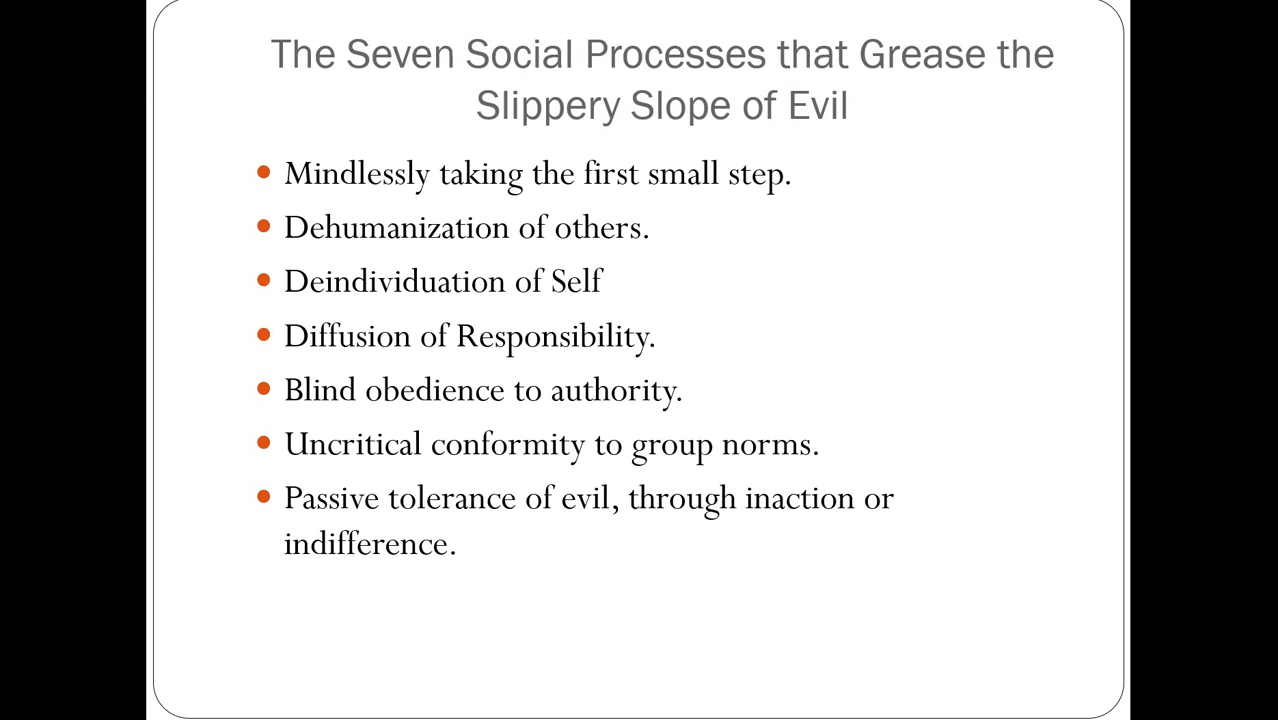 The Seven Social Processes that Grease the
Slippery Slope of Evil
• Mindlessly taking the first small step.
• Dehumanization of others.
• Deindividuation of Self
• Diffusion of Responsibility.
• Blind obedience to authority.
• Uncritical conformity to group norms.
• Passive tolerance of evil, through inaction or
indifference.